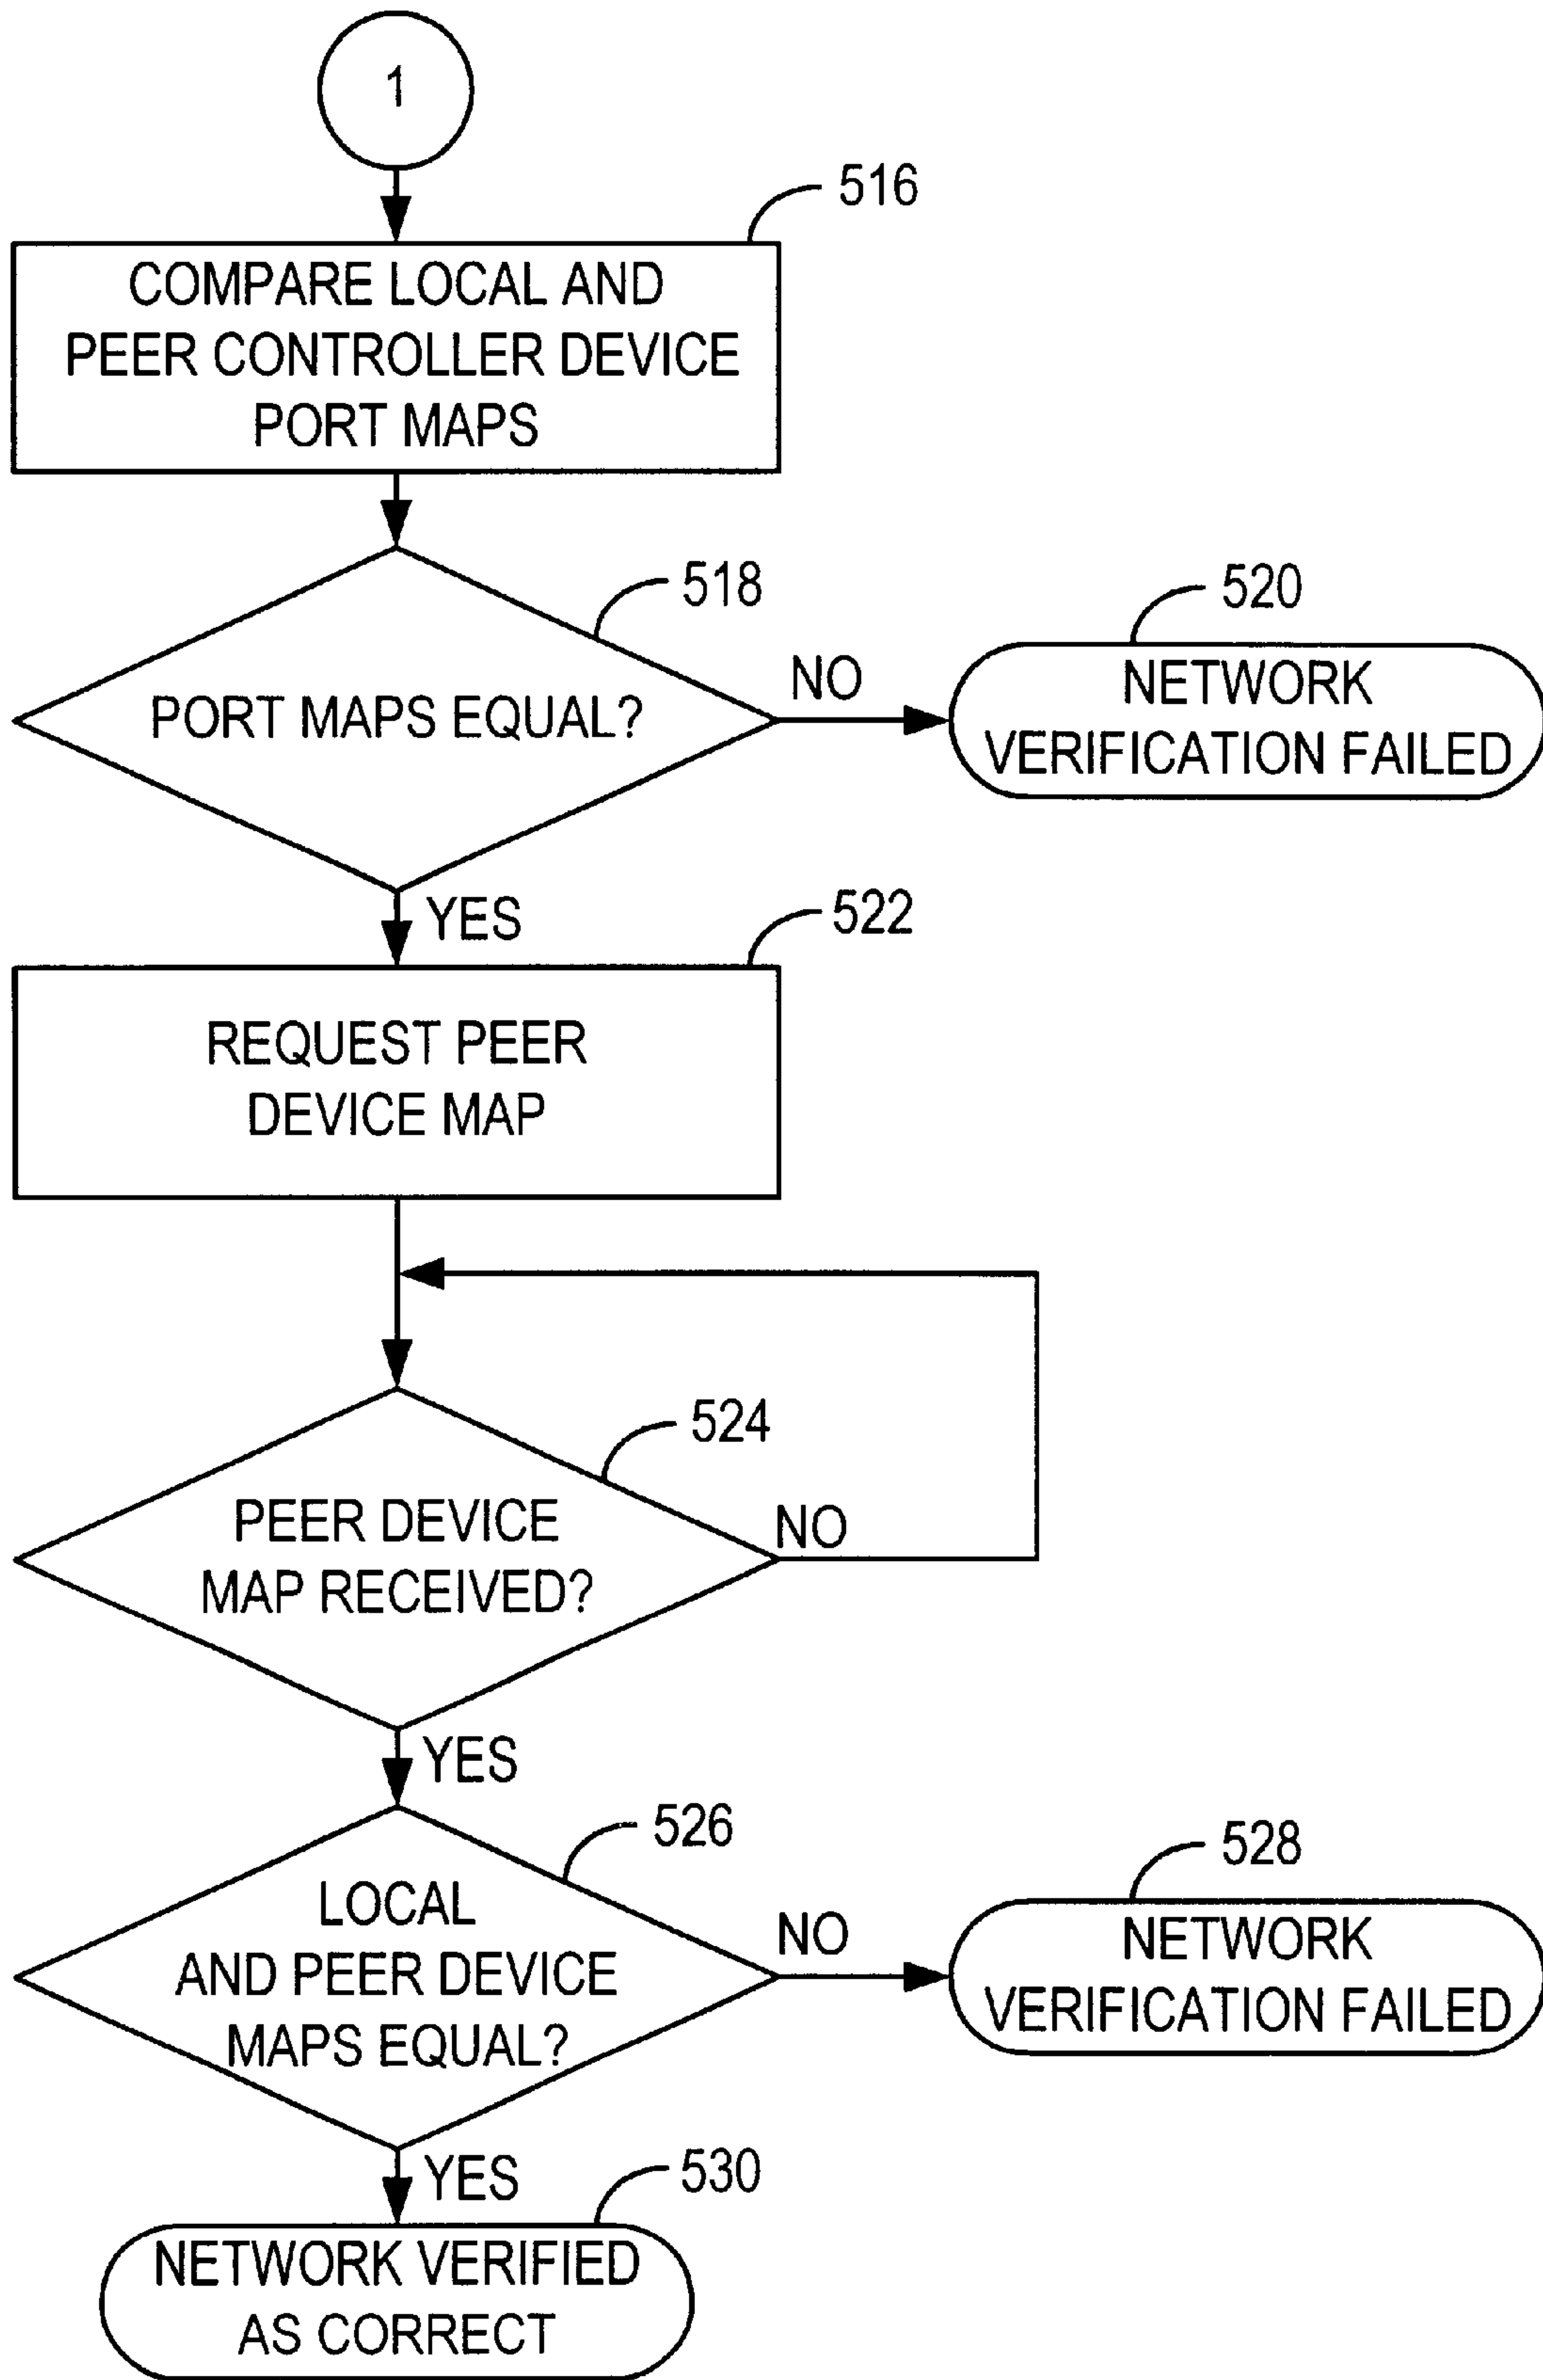 1
516
COMPARE LOCAL AND
PEER CONTROLLER DEVICE
PORT MAPS
518
PORT MAPS EQUAL?
NO
520
NETWORK
VERIFICATION FAILED
YES
522
REQUEST PEER
DEVICE MAP
524
PEER DEVICE
MAP RECEIVED?
NO
YES
526
LOCAL
AND PEER DEVICE
MAPS EQUAL?
NO
528
NETWORK
VERIFICATION FAILED
YES
530
NETWORK VERIFIED
AS CORRECT